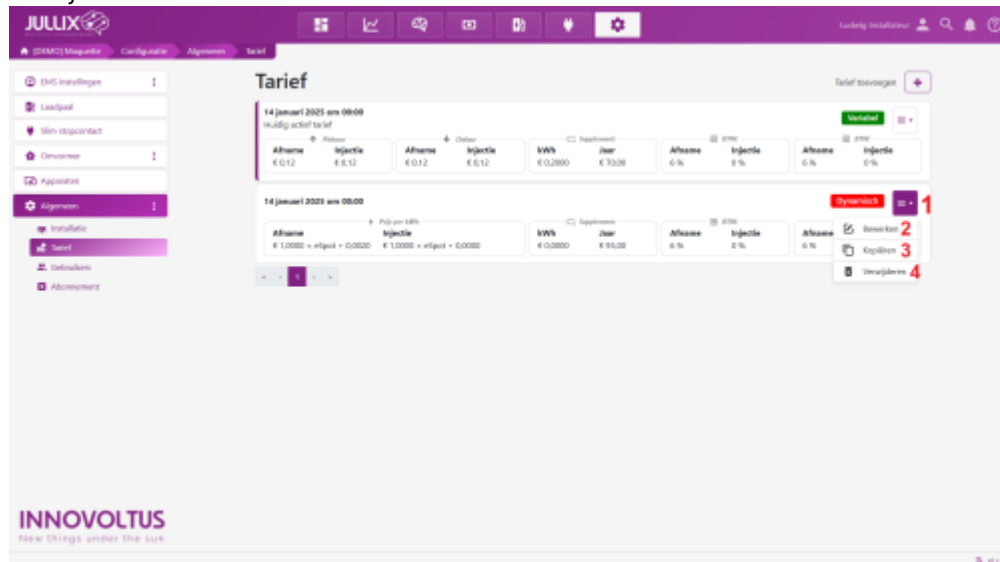 JULLIX
Ludwig Installateur
[DEMO] Maquette Configuratie Algemeen Tarief
EMS instellingen
Laadpaal
Slim stopcontact
Omvormer
Apparaten
Algemeen
Installatie
Tarief
Gebruikers
Abonnement
Tarief
Tarief toevoegen
14 januari 2025 om 00:00
Huidig actief tarief
Variabel
Supplement
Afname Injectie Afname Injectie kWh Jaar Afname Injectie Afname Injectie
€ 0,12 € 0,12 € 0,12 € 0,12 € 0,2000 € 70,00 6 % 0 % 6 % 0 %
14 januari 2023 om 00:00
Dynamisch
1
Prijs per kWh Supplement
Afname Injectie kWh Jaar Afname Injectie Afname
€ 1,0000 × eSpot + 0,0020 € 1,0000 × eSpot + 0,0000 € 0,0000 € 95,00 6 % 0 % 6 %
Bewerken 2
Kopiëren 3
Verwijderen 4
1
INNOVOLTUS
New things under the sun